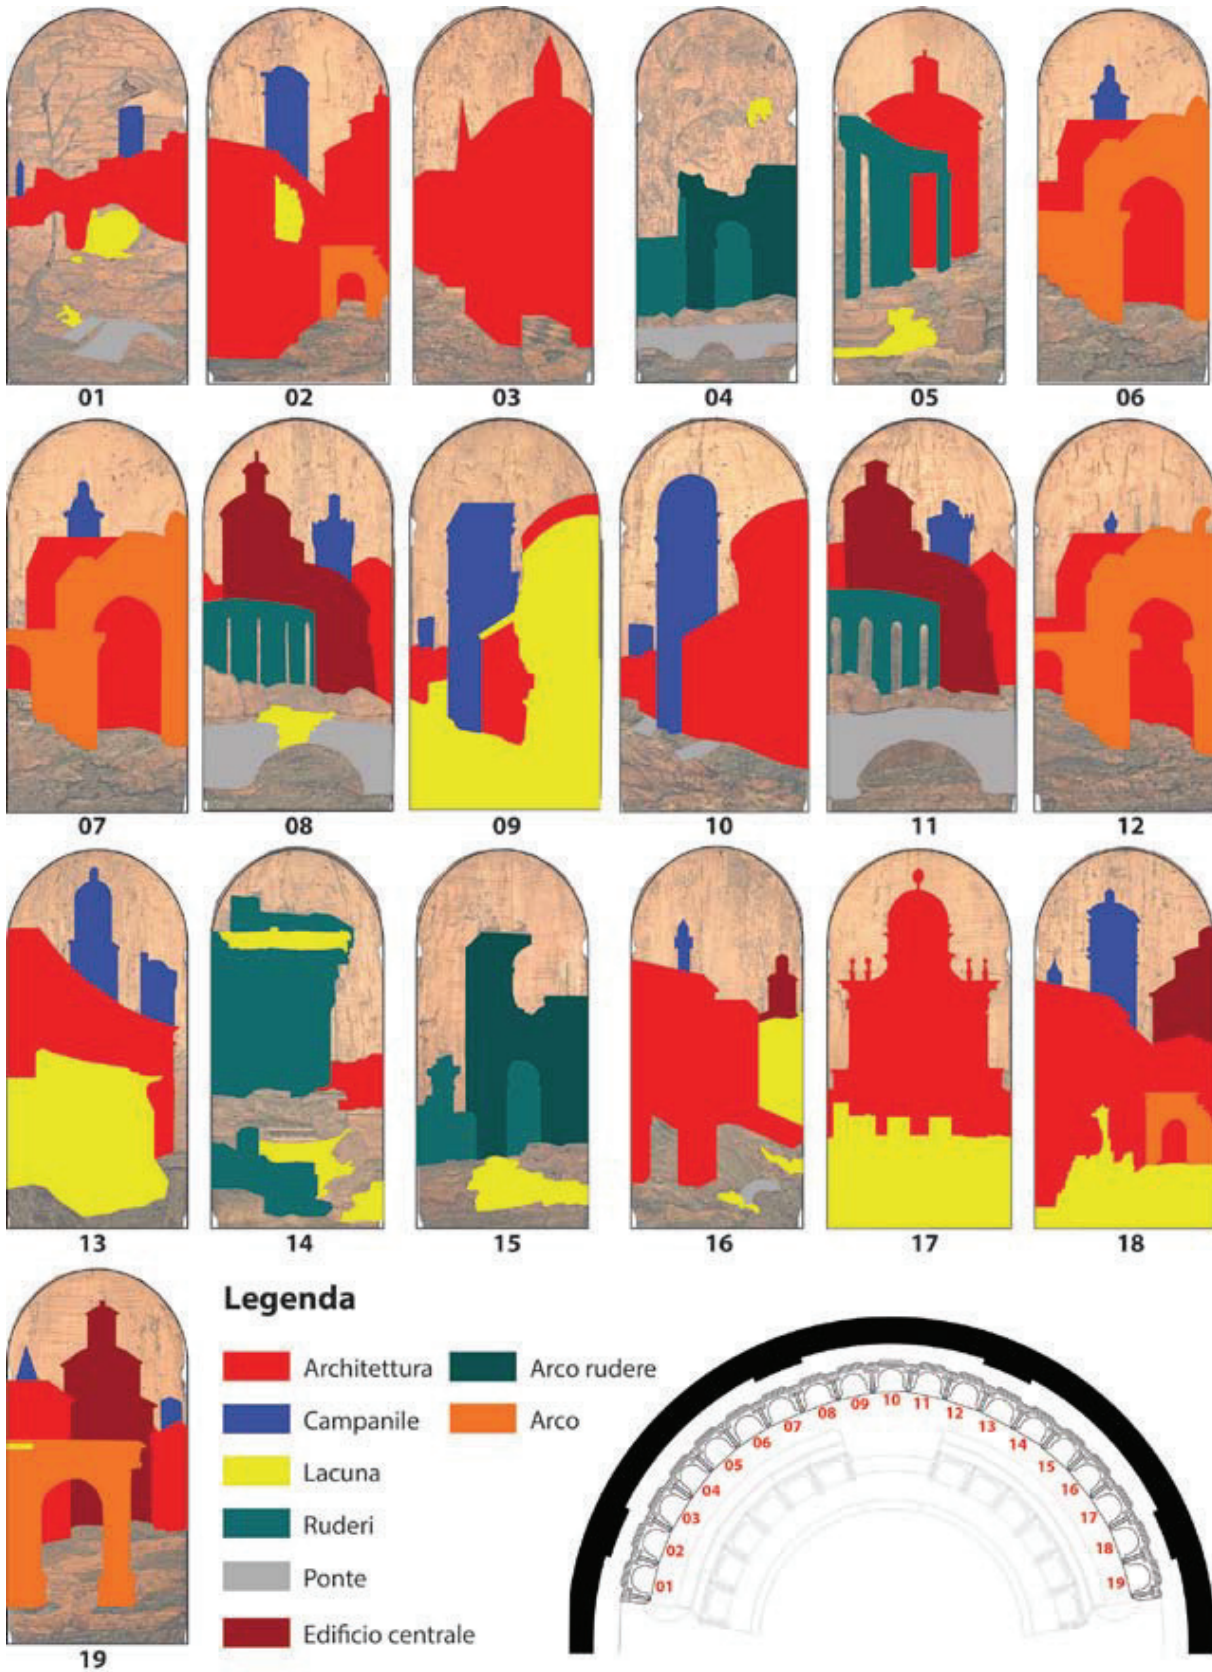 01 02 03 04 05 06
07 08 09 10 11 12
13 14 15 16 17 18
19
Legenda
Architettura Arco rudere
Campanile Arco
Lacuna
Ruderi
Ponte
Edificio centrale
01
02
03
04
05
06
07
08
09
10
11
12
13
14
15
16
17
18
19